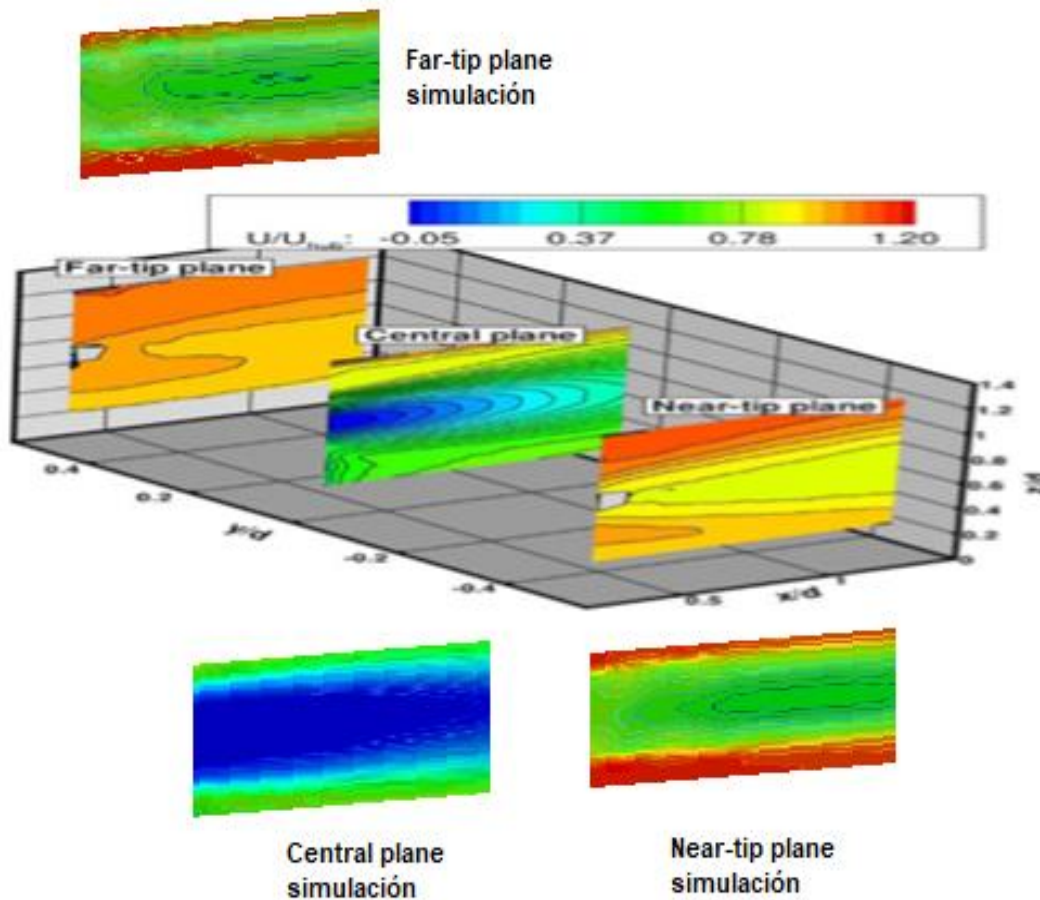 Far-tip plane
simulación
U/U hub: -0.05 0.37 0.78 1.20
Far-tip plane
Central plane
Near-tip plane
1.4
1.2
1
0.8
0.6
0.4
0.2
0
z/d
0.4
0.2
y/d
-0.2
-0.4
0.5
x/d
1
Central plane
simulación
Near-tip plane
simulación